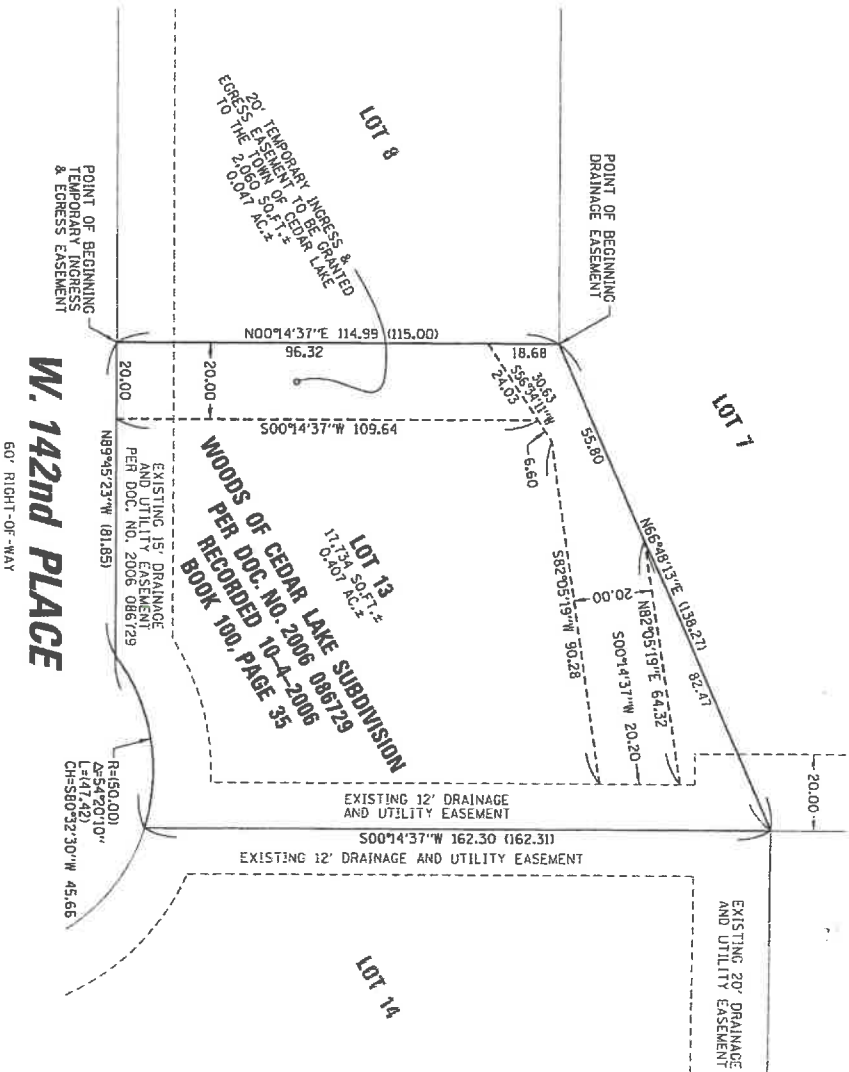 LOT 8
20' TEMPORARY INGRESS &
EGRESS EASEMENT TO BE GRANTED
TO THE TOWN OF CEDAR LAKE
2,060 SQ.FT.±
0.047 AC.±
POINT OF BEGINNING
DRAINAGE EASEMENT
POINT OF BEGINNING
TEMPORARY INGRESS
& EGRESS EASEMENT
LOT 7
N00°14'37"E 114.99 (115.00)
96.32
18.68
30.63
S56°34'11"W
24.03
20.00
20.00
S00°14'37"W 109.64
6.60
55.80
N66°48'13"E (138.27)
82.47
N82°05'19"E 64.32
20.00
S00°14'37"W 20.20
S82°05'19"W 90.28
20.00
LOT 13
17,734 SQ.FT.±
0.407 AC.±
WOODS OF CEDAR LAKE SUBDIVISION
PER DOC. NO. 2006 086729
RECORDED 10-4-2006
BOOK 100, PAGE 35
EXISTING 15' DRAINAGE
AND UTILITY EASEMENT
PER DOC. NO. 2006 086729
N89°45'23"W (81.85)
W. 142nd PLACE
60' RIGHT-OF-WAY
R=(50.00)
Δ=54°20'10"
L=(47.42)
CH=S80°32'30"W 45.66
EXISTING 12' DRAINAGE
AND UTILITY EASEMENT
S00°14'37"W 162.30 (162.31)
EXISTING 12' DRAINAGE AND UTILITY EASEMENT
EXISTING 20' DRAINAGE
AND UTILITY EASEMENT
LOT 14